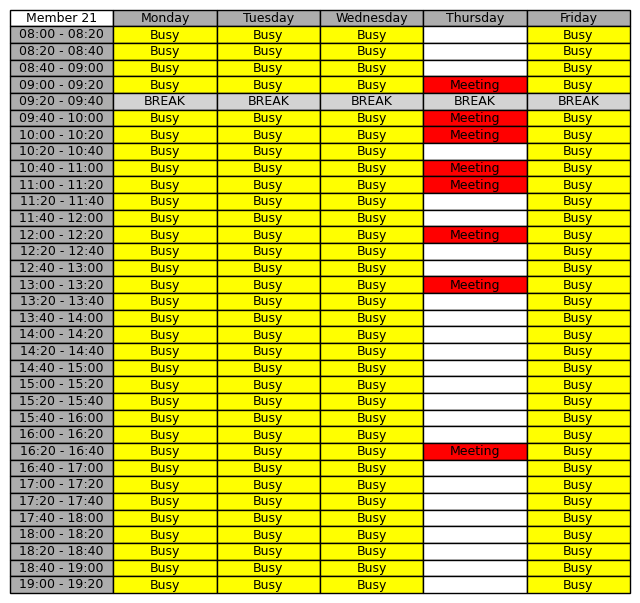 Member 21 Monday Tuesday Wednesday Thursday Friday
08:00 - 08:20 Busy Busy Busy Busy
08:20 - 08:40 Busy Busy Busy Busy
08:40 - 09:00 Busy Busy Busy Busy
09:00 - 09:20 Busy Busy Busy Meeting Busy
09:20 - 09:40 BREAK BREAK BREAK BREAK BREAK
09:40 - 10:00 Busy Busy Busy Meeting Busy
10:00 - 10:20 Busy Busy Busy Meeting Busy
10:20 - 10:40 Busy Busy Busy Busy
10:40 - 11:00 Busy Busy Busy Meeting Busy
11:00 - 11:20 Busy Busy Busy Meeting Busy
11:20 - 11:40 Busy Busy Busy Busy
11:40 - 12:00 Busy Busy Busy Busy
12:00 - 12:20 Busy Busy Busy Meeting Busy
12:20 - 12:40 Busy Busy Busy Busy
12:40 - 13:00 Busy Busy Busy Busy
13:00 - 13:20 Busy Busy Busy Meeting Busy
13:20 - 13:40 Busy Busy Busy Busy
13:40 - 14:00 Busy Busy Busy Busy
14:00 - 14:20 Busy Busy Busy Busy
14:20 - 14:40 Busy Busy Busy Busy
14:40 - 15:00 Busy Busy Busy Busy
15:00 - 15:20 Busy Busy Busy Busy
15:20 - 15:40 Busy Busy Busy Busy
15:40 - 16:00 Busy Busy Busy Busy
16:00 - 16:20 Busy Busy Busy Busy
16:20 - 16:40 Busy Busy Busy Meeting Busy
16:40 - 17:00 Busy Busy Busy Busy
17:00 - 17:20 Busy Busy Busy Busy
17:20 - 17:40 Busy Busy Busy Busy
17:40 - 18:00 Busy Busy Busy Busy
18:00 - 18:20 Busy Busy Busy Busy
18:20 - 18:40 Busy Busy Busy Busy
18:40 - 19:00 Busy Busy Busy Busy
19:00 - 19:20 Busy Busy Busy Busy